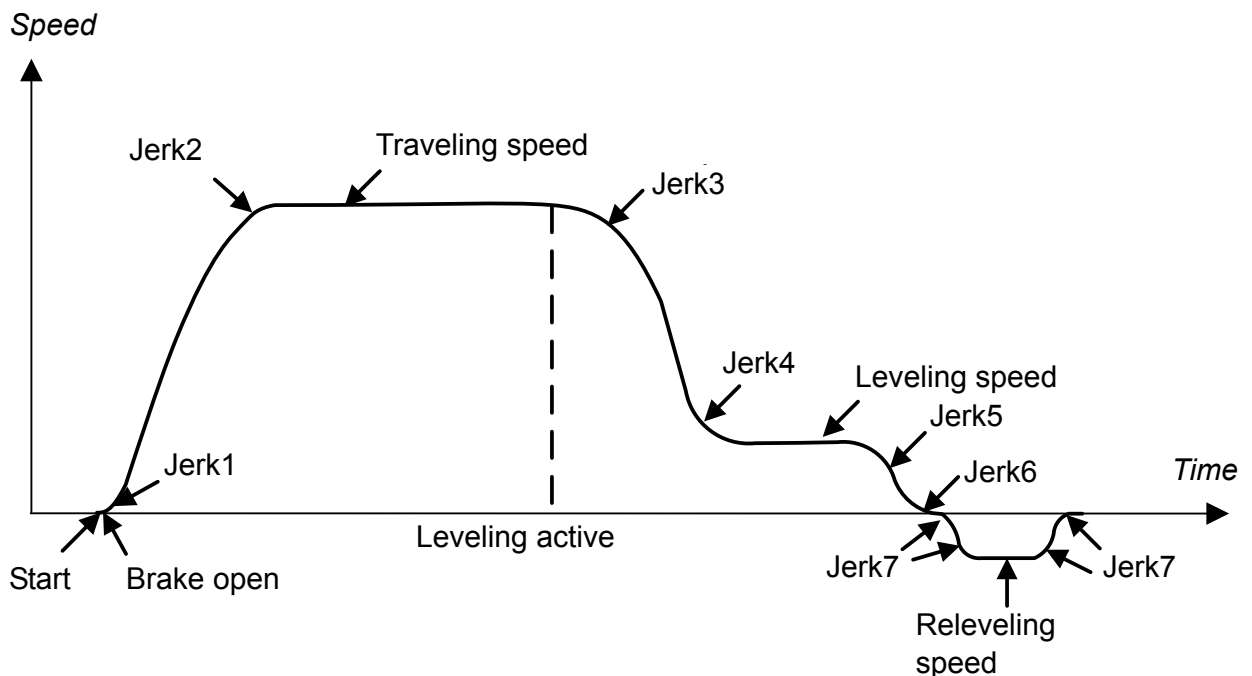 Speed
Jerk2
Traveling speed
Jerk3
Jerk4
Leveling speed
Jerk5
Jerk1
Jerk6
Time
Leveling active
Start
Brake open
Jerk7
Jerk7
Releveling
speed